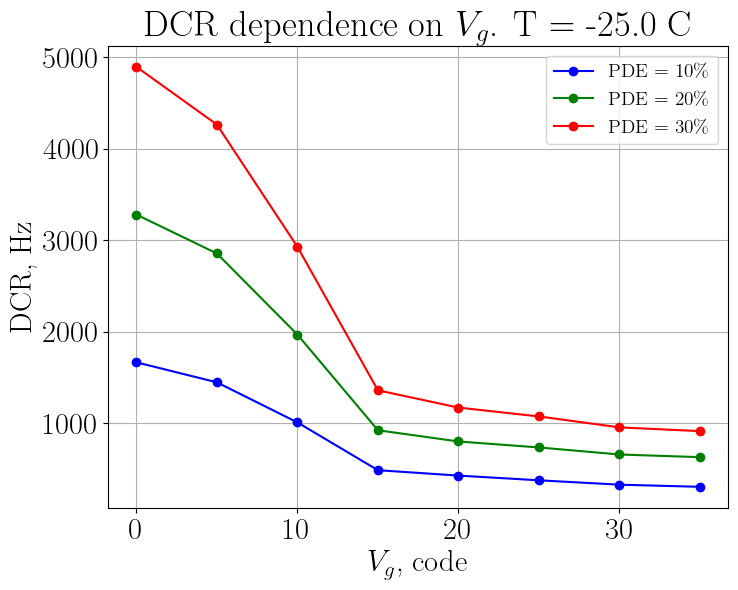 DCR dependence on V_g. T = -25.0 C
PDE = 10%
PDE = 20%
PDE = 30%
5000
4000
3000
2000
1000
DCR, Hz
0 10 20 30
V_g, code